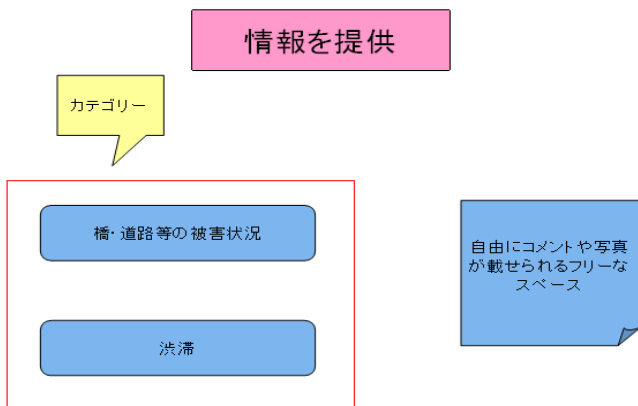 情報を提供
カテゴリー
橋・道路等の被害状況
渋滞
自由にコメントや写真
が載せられるフリーな
スペース